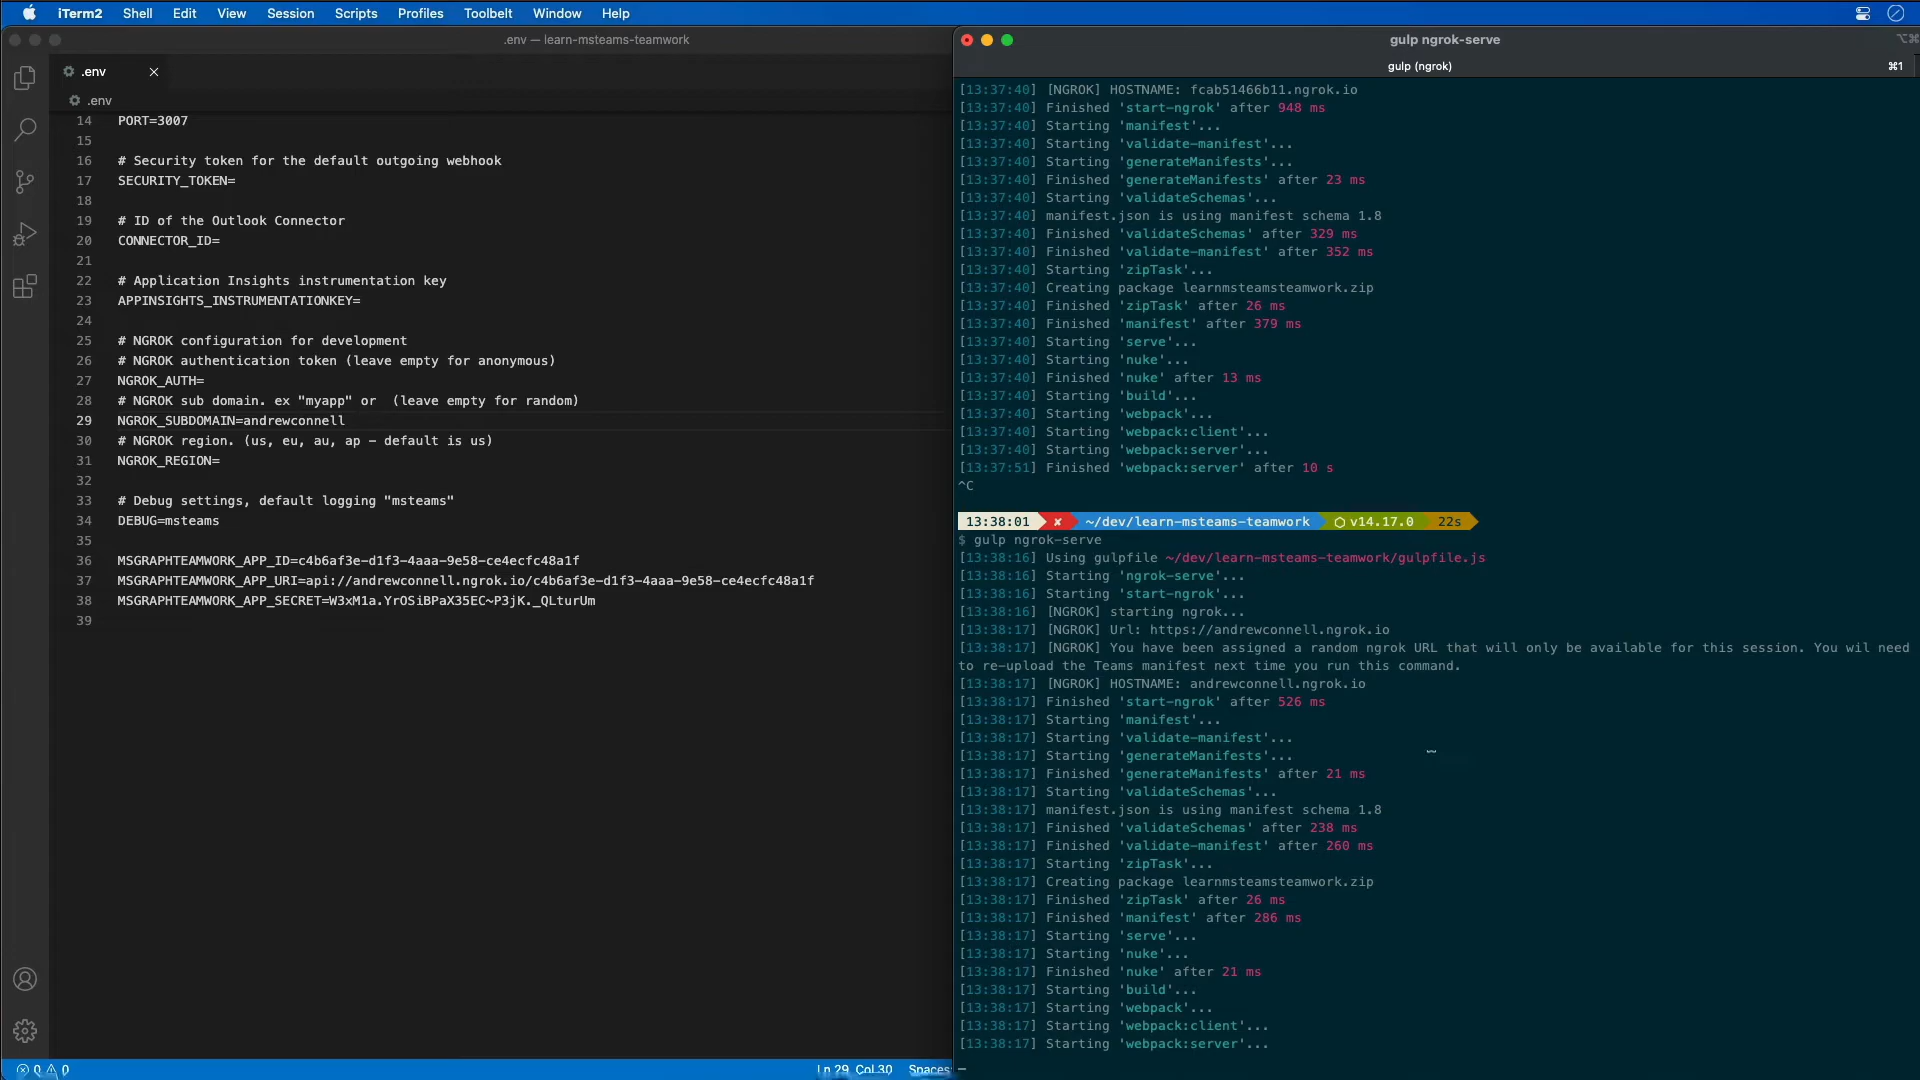 iTerm2 Shell Edit View Session Scripts Profiles Toolbelt Window Help
.env — learn-msteams-teamwork
.env
.env
14 PORT=3007
15
16 # Security token for the default outgoing webhook
17 SECURITY_TOKEN=
18
19 # ID of the Outlook Connector
20 CONNECTOR_ID=
21
22 # Application Insights instrumentation key
23 APPINSIGHTS_INSTRUMENTATIONKEY=
24
25 # NGROK configuration for development
26 # NGROK authentication token (leave empty for anonymous)
27 NGROK_AUTH=
28 # NGROK sub domain. ex "myapp" or  (leave empty for random)
29 NGROK_SUBDOMAIN=andrewconnell
30 # NGROK region. (us, eu, au, ap - default is us)
31 NGROK_REGION=
32
33 # Debug settings, default logging "msteams"
34 DEBUG=msteams
35
36 MSGRAPHTEAMWORK_APP_ID=c4b6af3e-d1f3-4aaa-9e58-ce4ecfc48a1f
37 MSGRAPHTEAMWORK_APP_URI=api://andrewconnell.ngrok.io/c4b6af3e-d1f3-4aaa-9e58-ce4ecfc48a1f
38 MSGRAPHTEAMWORK_APP_SECRET=W3xM1a.YrOSiBPaX35EC~P3jK._QLturUm
39
0 0 Ln 29, Col 30 Spaces
gulp ngrok-serve
gulp (ngrok) ⌘1
[13:37:40] [NGROK] HOSTNAME: fcab51466b11.ngrok.io
[13:37:40] Finished 'start-ngrok' after 948 ms
[13:37:40] Starting 'manifest'...
[13:37:40] Starting 'validate-manifest'...
[13:37:40] Starting 'generateManifests'...
[13:37:40] Finished 'generateManifests' after 23 ms
[13:37:40] Starting 'validateSchemas'...
[13:37:40] manifest.json is using manifest schema 1.8
[13:37:40] Finished 'validateSchemas' after 329 ms
[13:37:40] Finished 'validate-manifest' after 352 ms
[13:37:40] Starting 'zipTask'...
[13:37:40] Creating package learnmsteamsteamwork.zip
[13:37:40] Finished 'zipTask' after 26 ms
[13:37:40] Finished 'manifest' after 379 ms
[13:37:40] Starting 'serve'...
[13:37:40] Starting 'nuke'...
[13:37:40] Finished 'nuke' after 13 ms
[13:37:40] Starting 'build'...
[13:37:40] Starting 'webpack'...
[13:37:40] Starting 'webpack:client'...
[13:37:40] Starting 'webpack:server'...
[13:37:51] Finished 'webpack:server' after 10 s
^C
13:38:01 ✘ ~/dev/learn-msteams-teamwork ⬡ v14.17.0 22s
$ gulp ngrok-serve
[13:38:16] Using gulpfile ~/dev/learn-msteams-teamwork/gulpfile.js
[13:38:16] Starting 'ngrok-serve'...
[13:38:16] Starting 'start-ngrok'...
[13:38:16] [NGROK] starting ngrok...
[13:38:17] [NGROK] Url: https://andrewconnell.ngrok.io
[13:38:17] [NGROK] You have been assigned a random ngrok URL that will only be available for this session. You wil need
to re-upload the Teams manifest next time you run this command.
[13:38:17] [NGROK] HOSTNAME: andrewconnell.ngrok.io
[13:38:17] Finished 'start-ngrok' after 526 ms
[13:38:17] Starting 'manifest'...
[13:38:17] Starting 'validate-manifest'...
[13:38:17] Starting 'generateManifests'...
[13:38:17] Finished 'generateManifests' after 21 ms
[13:38:17] Starting 'validateSchemas'...
[13:38:17] manifest.json is using manifest schema 1.8
[13:38:17] Finished 'validateSchemas' after 238 ms
[13:38:17] Finished 'validate-manifest' after 260 ms
[13:38:17] Starting 'zipTask'...
[13:38:17] Creating package learnmsteamsteamwork.zip
[13:38:17] Finished 'zipTask' after 26 ms
[13:38:17] Finished 'manifest' after 286 ms
[13:38:17] Starting 'serve'...
[13:38:17] Starting 'nuke'...
[13:38:17] Finished 'nuke' after 21 ms
[13:38:17] Starting 'build'...
[13:38:17] Starting 'webpack'...
[13:38:17] Starting 'webpack:client'...
[13:38:17] Starting 'webpack:server'...